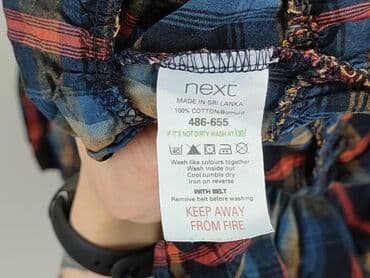 next
MADE IN SRI LANKA
100% COTTON/Bomuld
486-655
IF IT'S NOT DIRTY WASH AT 30°
40
Wash like colours together
Wash inside out
Cool tumble dry
Iron on reverse
WITH BELT
Remove belt before washing
KEEP AWAY
FROM FIRE